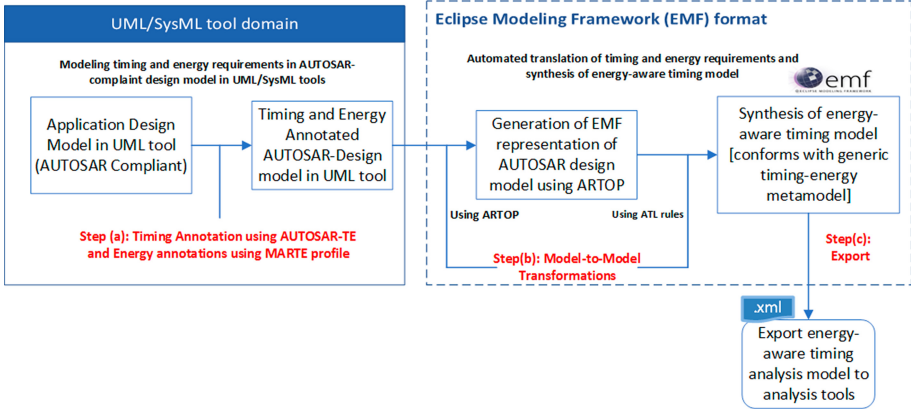 UML/SysML tool domain
Modeling timing and energy requirements in AUTOSAR-
complaint design model in UML/SysML tools
Application Design
Model in UML tool
(AUTOSAR Compliant)
Timing and Energy
Annotated
AUTOSAR-Design
model in UML tool
Step (a): Timing Annotation using AUTOSAR-TE
and Energy annotations using MARTE profile
Eclipse Modeling Framework (EMF) format
Automated translation of timing and energy requirements and
synthesis of energy-aware timing model
emf
ECLIPSE MODELING FRAMEWORK
Generation of EMF
representation of
AUTOSAR design
model using ARTOP
Synthesis of energy-
aware timing model
[conforms with generic
timing-energy
metamodel]
Using ARTOP
Using ATL rules
Step(b): Model-to-Model
Transformations
Step(c):
Export
.xml
Export energy-
aware timing
analysis model to
analysis tools